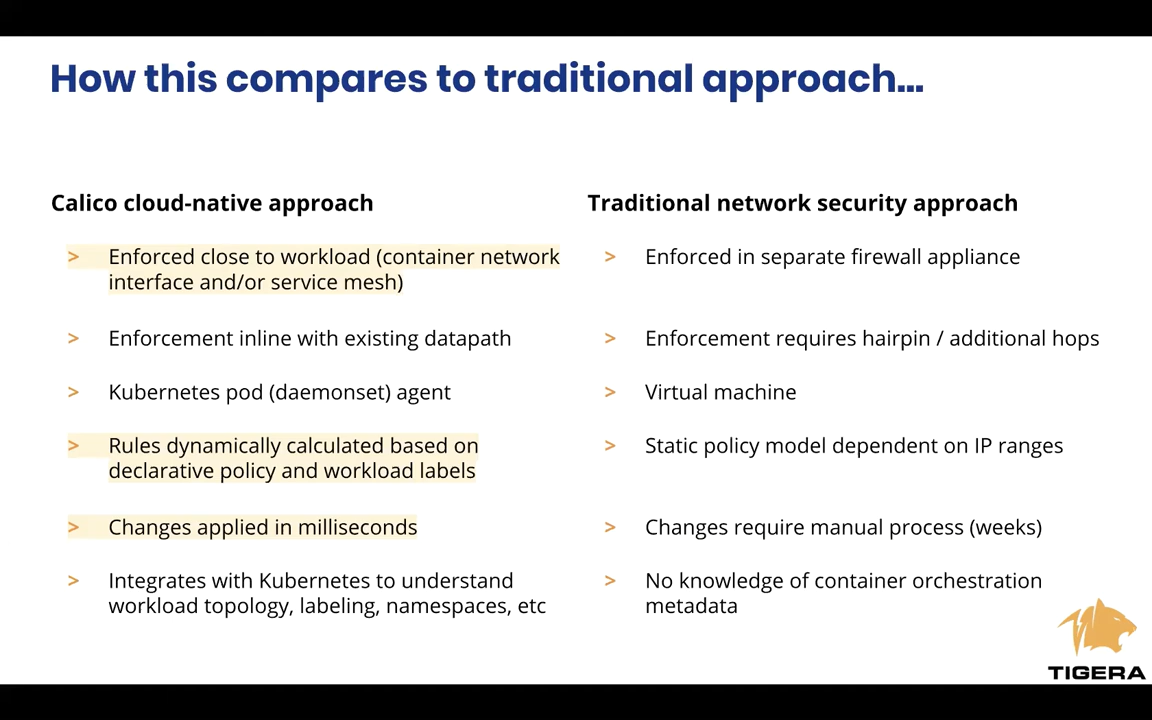 How this compares to traditional approach...
Calico cloud-native approach
> Enforced close to workload (container network
interface and/or service mesh)
> Enforcement inline with existing datapath
> Kubernetes pod (daemonset) agent
> Rules dynamically calculated based on
declarative policy and workload labels
> Changes applied in milliseconds
> Integrates with Kubernetes to understand
workload topology, labeling, namespaces, etc
Traditional network security approach
> Enforced in separate firewall appliance
> Enforcement requires hairpin / additional hops
> Virtual machine
> Static policy model dependent on IP ranges
> Changes require manual process (weeks)
> No knowledge of container orchestration
metadata
TIGERA